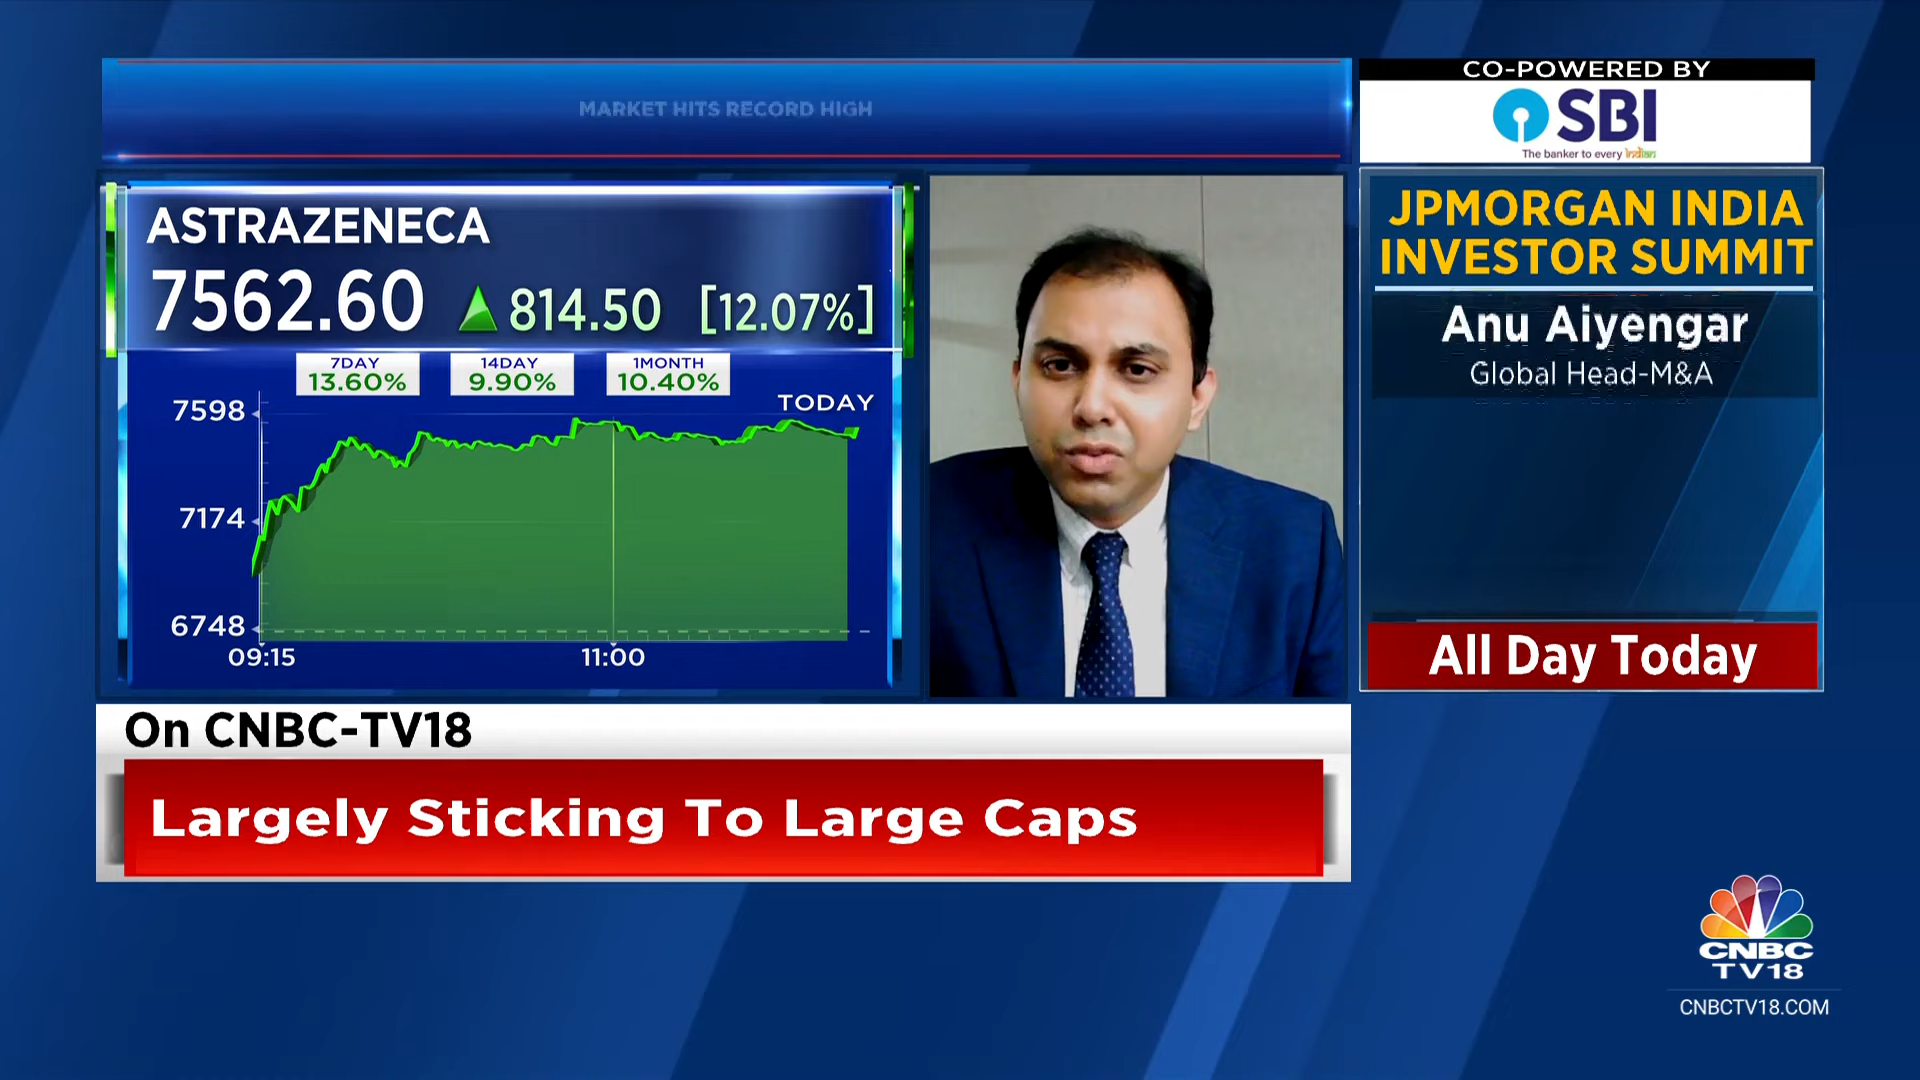 MARKET HITS RECORD HIGH
CO-POWERED BY
SBI
The banker to every indian
ASTRAZENECA
7562.60 ▲ 814.50 [12.07%]
7DAY 14DAY 1MONTH
13.60% 9.90% 10.40%
TODAY
7598
7174
6748
09:15 11:00
JPMORGAN INDIA
INVESTOR SUMMIT
Anu Aiyengar
Global Head-M&A
All Day Today
On CNBC-TV18
Largely Sticking To Large Caps
CNBC
TV18
CNBCTV18.COM